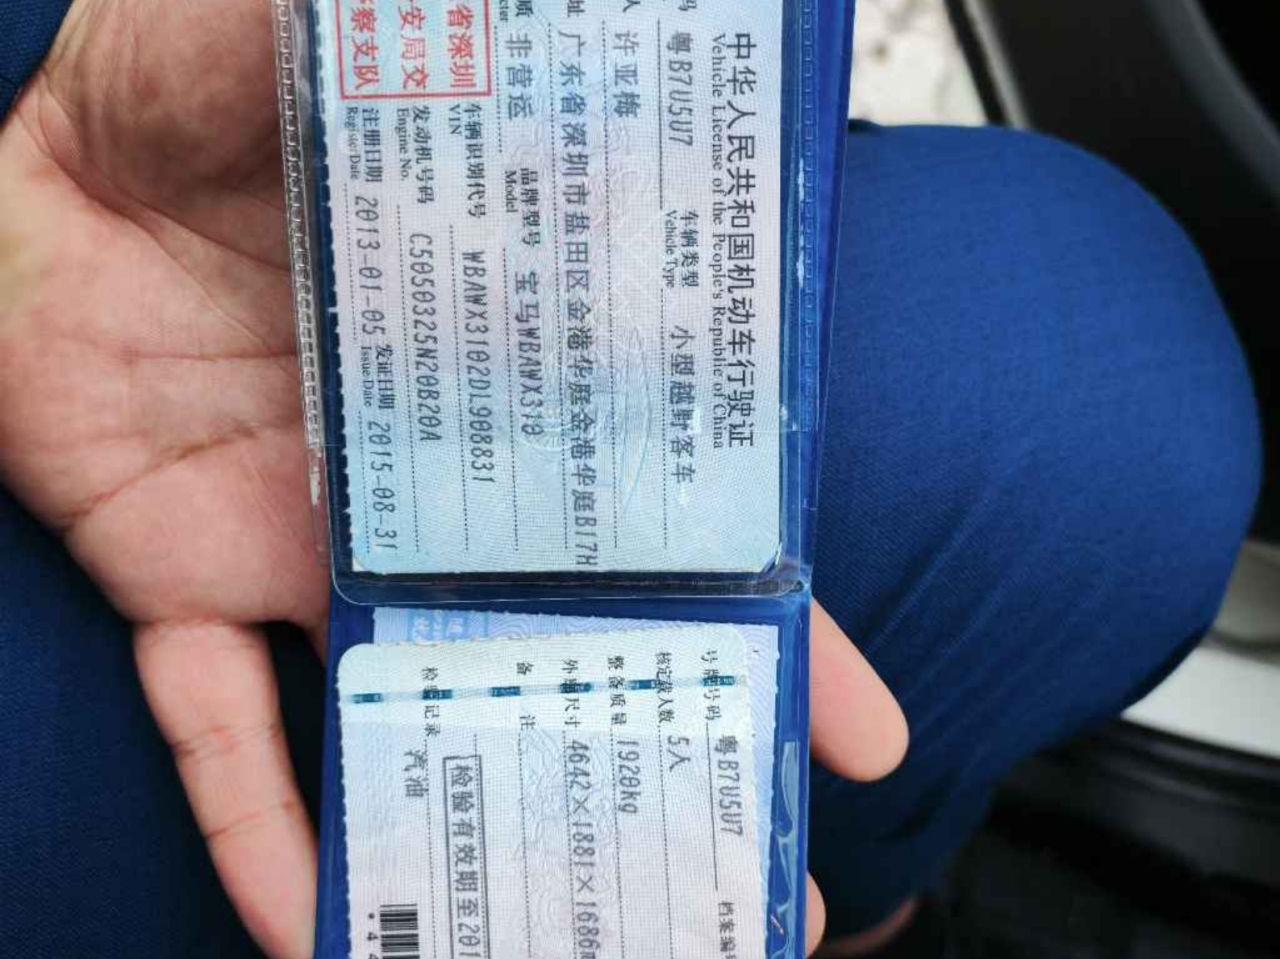 中华人民共和国机动车行驶证
Vehicle License of the People's Republic of China
粤B7U5U7 车辆类型 小型越野客车
Vehicle Type
人 许亚梅
址 广东省深圳市盐田区金港华庭金港华庭B17H
质 非营运 品牌型号 宝马WBAWX310
Model
省深圳
安局交
察支队
车辆识别代号 WBAWX3102DL908831
VIN
发动机号码 C5050325N20B20A
Engine No.
注册日期 2013-01-05 发证日期 2015-08-31
Register Date Issue Date
号牌号码 粤B7U5U7 档案编
核定载人数 5人
整备质量 1920kg
外廓尺寸 4642×1881×1686
备 注
检验有效期至201
检验记录 汽油